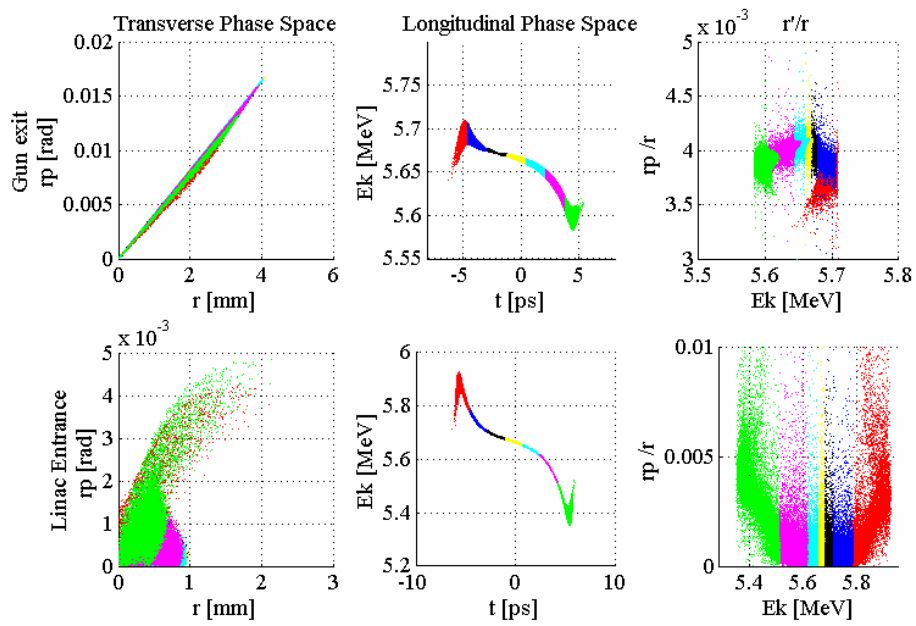 Transverse Phase Space
Longitudinal Phase Space
r'/r
Gun exit
rp [rad]
0.02
0.015
0.01
0.005
0
0 2 4 6
r [mm]
Ek [MeV]
5.75
5.7
5.65
5.6
5.55
-5 0 5
t [ps]
x 10-3
rp /r
5
4.5
4
3.5
3
5.5 5.6 5.7 5.8
Ek [MeV]
Linac Entrance
rp [rad]
x 10-3
5
4
3
2
1
0
0 1 2 3
r [mm]
Ek [MeV]
6
5.8
5.6
5.4
5.2
-10 -5 0 5 10
t [ps]
rp /r
0.01
0.005
0
5.4 5.6 5.8
Ek [MeV]